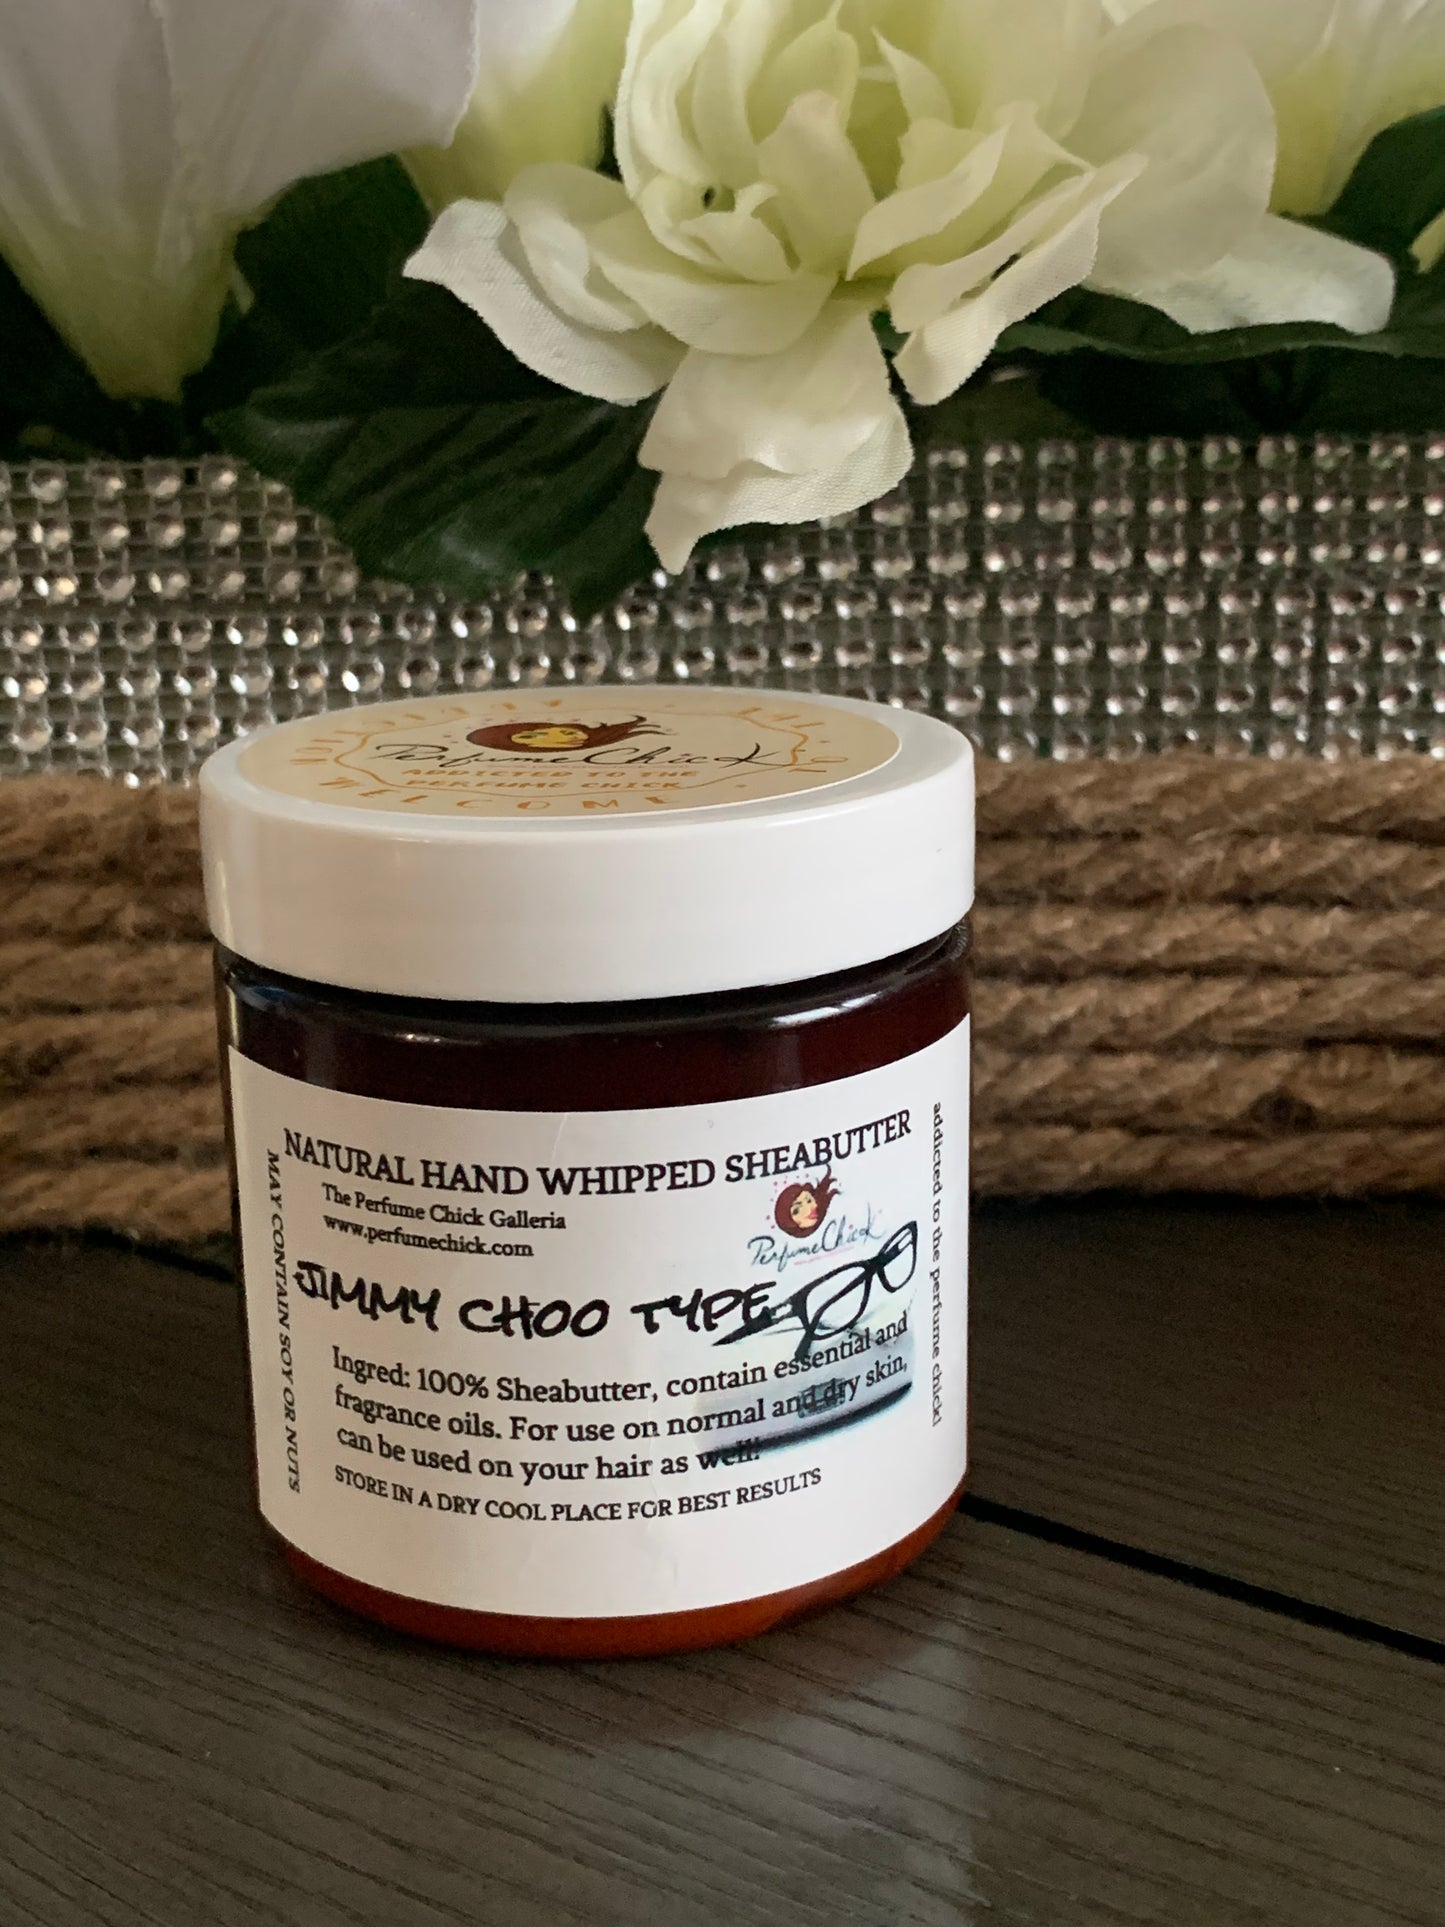 PerfumeChick
ADDICTED TO THE
PERFUME CHICK
WELCOME
NATURAL HAND WHIPPED SHEABUTTER
The Perfume Chick Galleria
www.perfumechick.com
PerfumeChick
JIMMY CHOO TYPE
Ingred: 100% Sheabutter, contain essential and
fragrance oils. For use on normal and dry skin,
can be used on your hair as well!
STORE IN A DRY COOL PLACE FOR BEST RESULTS
MAY CONTAIN SOY OR NUTS
addicted to the perfume chick!